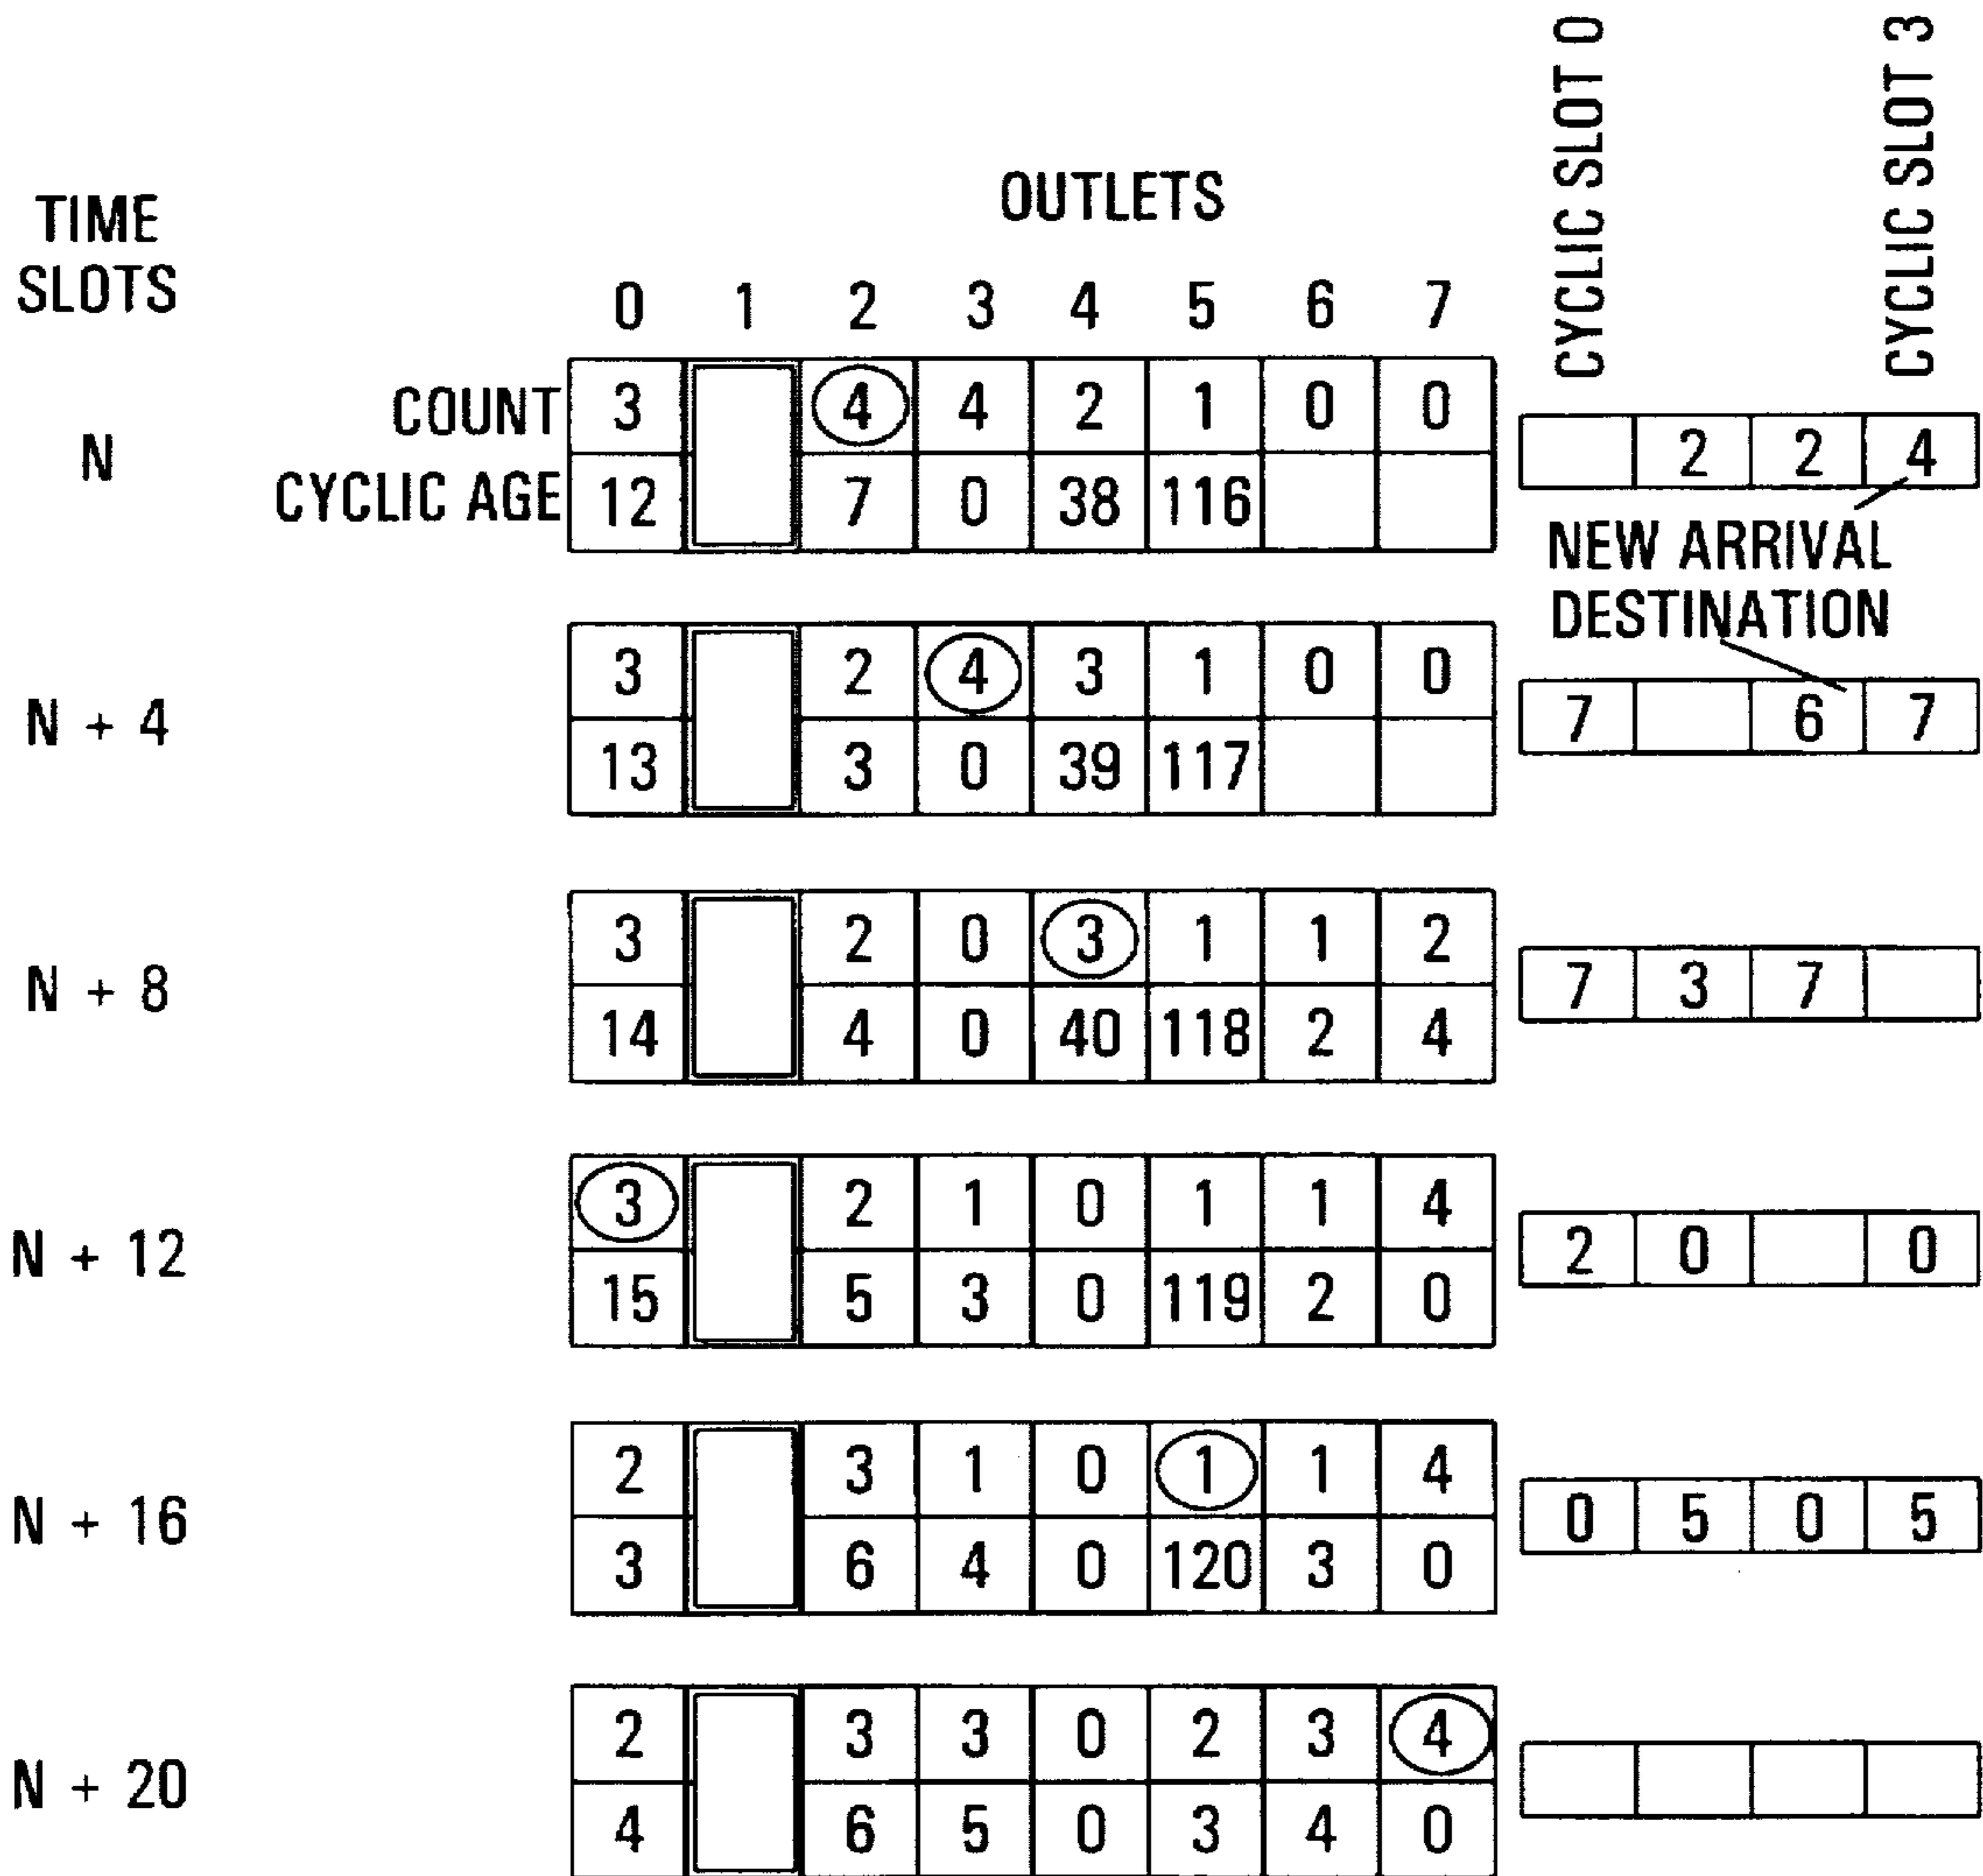 CYCLIC SLOT 0
CYCLIC SLOT 3
OUTLETS
TIME
SLOTS
0 1 2 3 4 5 6 7
N
COUNT 3 4 4 2 1 0 0
CYCLIC AGE 12 7 0 38 116
2 2 4
NEW ARRIVAL
DESTINATION
N + 4
3 2 4 3 1 0 0
13 3 0 39 117
7 6 7
N + 8
3 2 0 3 1 1 2
14 4 0 40 118 2 4
7 3 7
N + 12
3 2 1 0 1 1 4
15 5 3 0 119 2 0
2 0 0
N + 16
2 3 1 0 1 1 4
3 6 4 0 120 3 0
0 5 0 5
N + 20
2 3 3 0 2 3 4
4 6 5 0 3 4 0